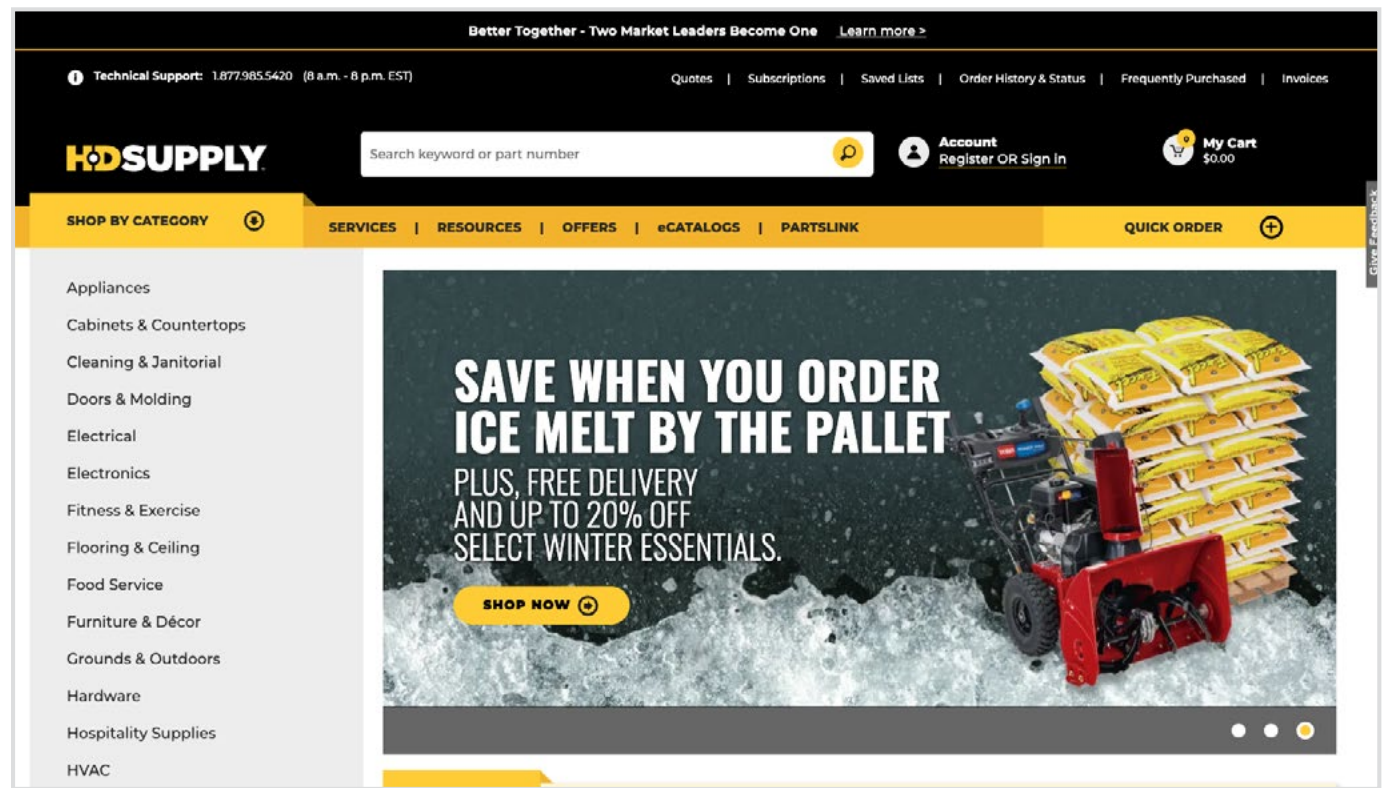 Better Together - Two Market Leaders Become One Learn more >
Technical Support: 1.877.985.5420 (8 a.m. - 8 p.m. EST)
Quotes | Subscriptions | Saved Lists | Order History & Status | Frequently Purchased | Invoices
HDSUPPLY
Search keyword or part number
Account
Register OR Sign in
0
My Cart
$0.00
Give Feedback
SHOP BY CATEGORY
SERVICES | RESOURCES | OFFERS | eCATALOGS | PARTSLINK
QUICK ORDER
Appliances
Cabinets & Countertops
Cleaning & Janitorial
Doors & Molding
Electrical
Electronics
Fitness & Exercise
Flooring & Ceiling
Food Service
Furniture & Décor
Grounds & Outdoors
Hardware
Hospitality Supplies
HVAC
SAVE WHEN YOU ORDER
ICE MELT BY THE PALLET
PLUS, FREE DELIVERY
AND UP TO 20% OFF
SELECT WINTER ESSENTIALS.
SHOP NOW